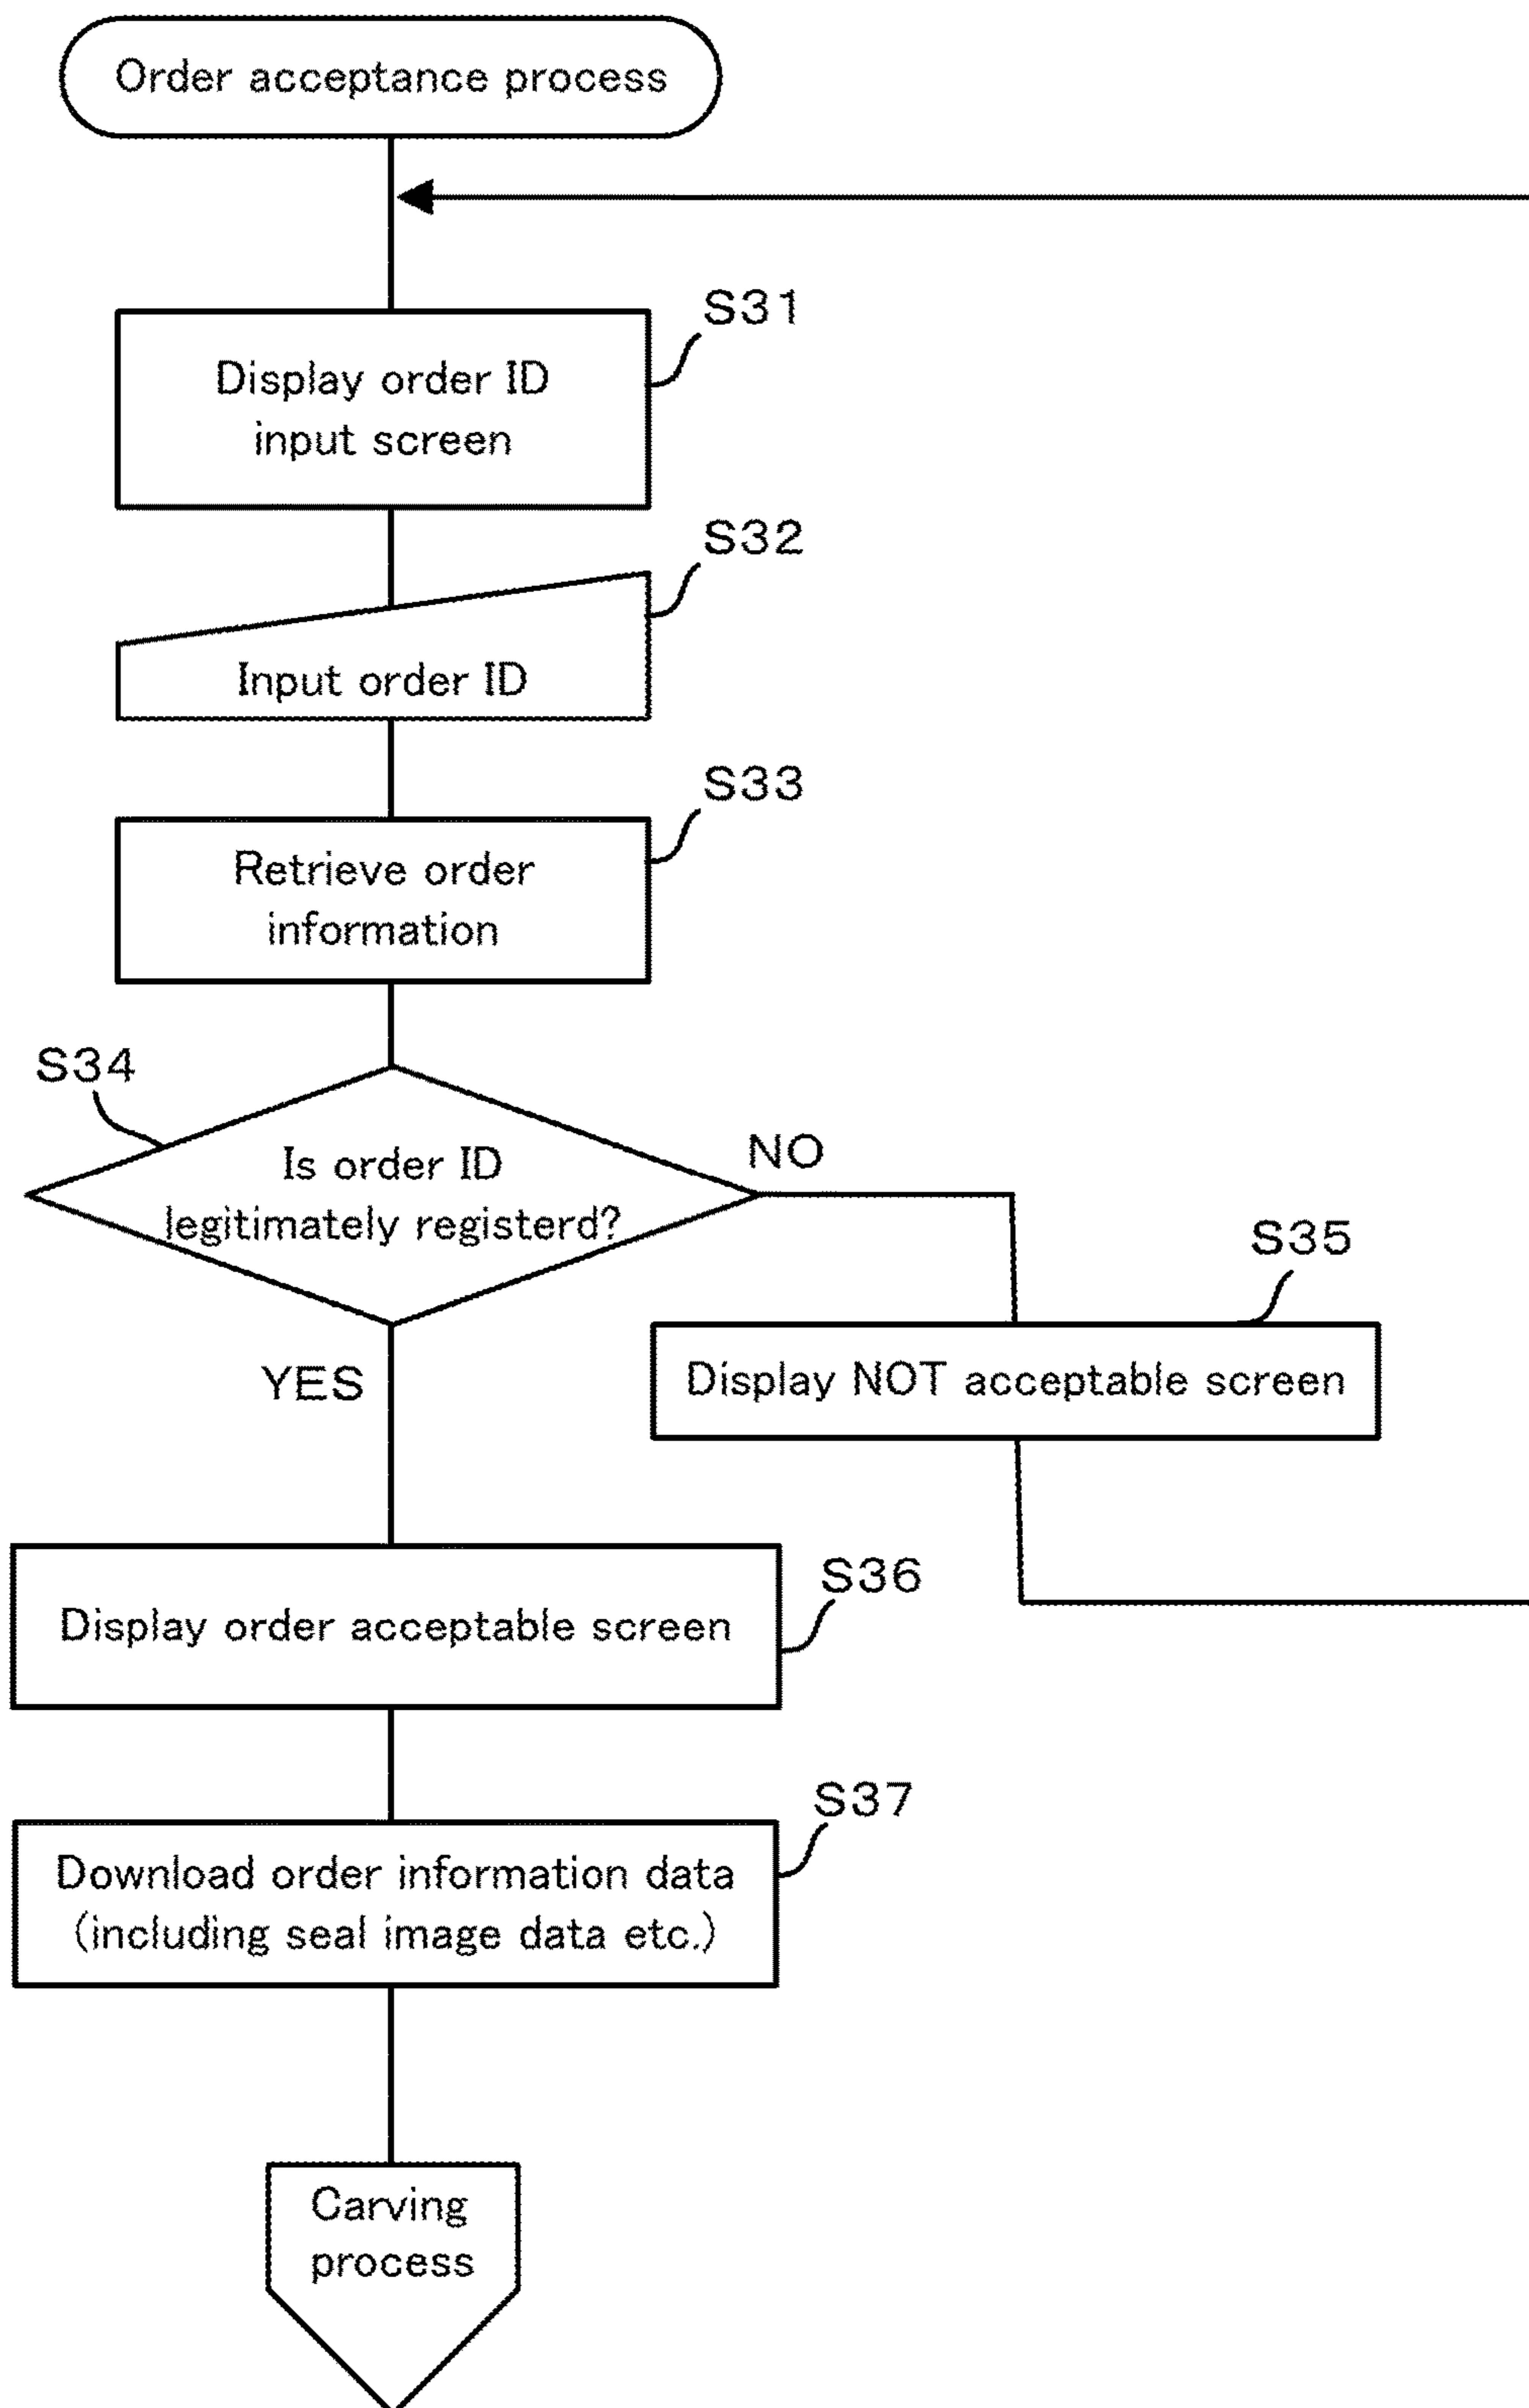 Order acceptance process
S31
Display order ID
input screen
S32
Input order ID
S33
Retrieve order
information
S34
Is order ID
legitimately registerd?
NO
YES
S35
Display NOT acceptable screen
S36
Display order acceptable screen
S37
Download order information data
(including seal image data etc.)
Carving
process